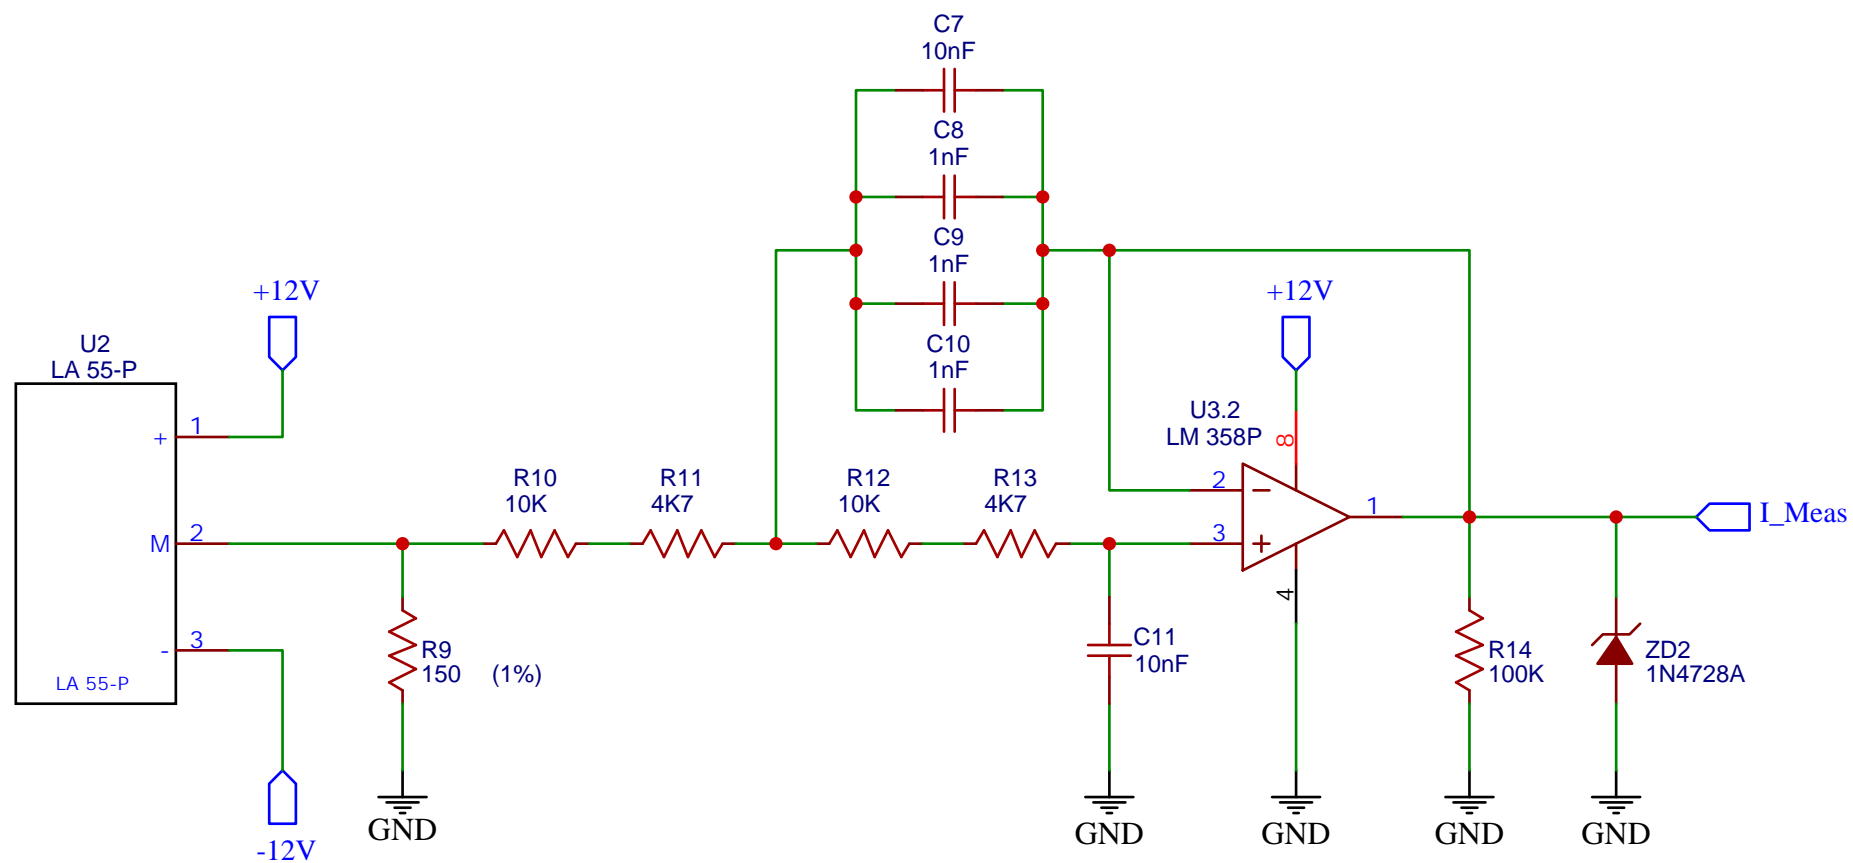 C7
10nF
C8
1nF
C9
1nF
C10
1nF
+12V
+12V
U2
LA 55-P
+ 1
M 2
- 3
LA 55-P
-12V
R10
10K
R11
4K7
R12
10K
R13
4K7
U3.2
LM 358P
8
2
3
1
4
I_Meas
R9
150 (1%)
C11
10nF
R14
100K
ZD2
1N4728A
GND
GND
GND
GND
GND